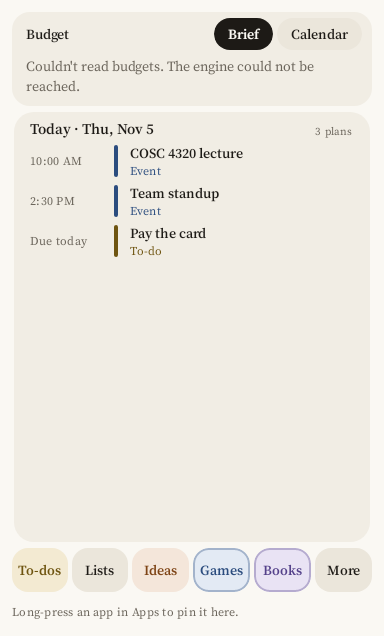 Budget
Brief
Calendar
Couldn't read budgets. The engine could not be
reached.
Today · Thu, Nov 5
3 plans
10:00 AM
COSC 4320 lecture
Event
2:30 PM
Team standup
Event
Due today
Pay the card
To-do
To-dos
Lists
Ideas
Games
Books
More
Long-press an app in Apps to pin it here.